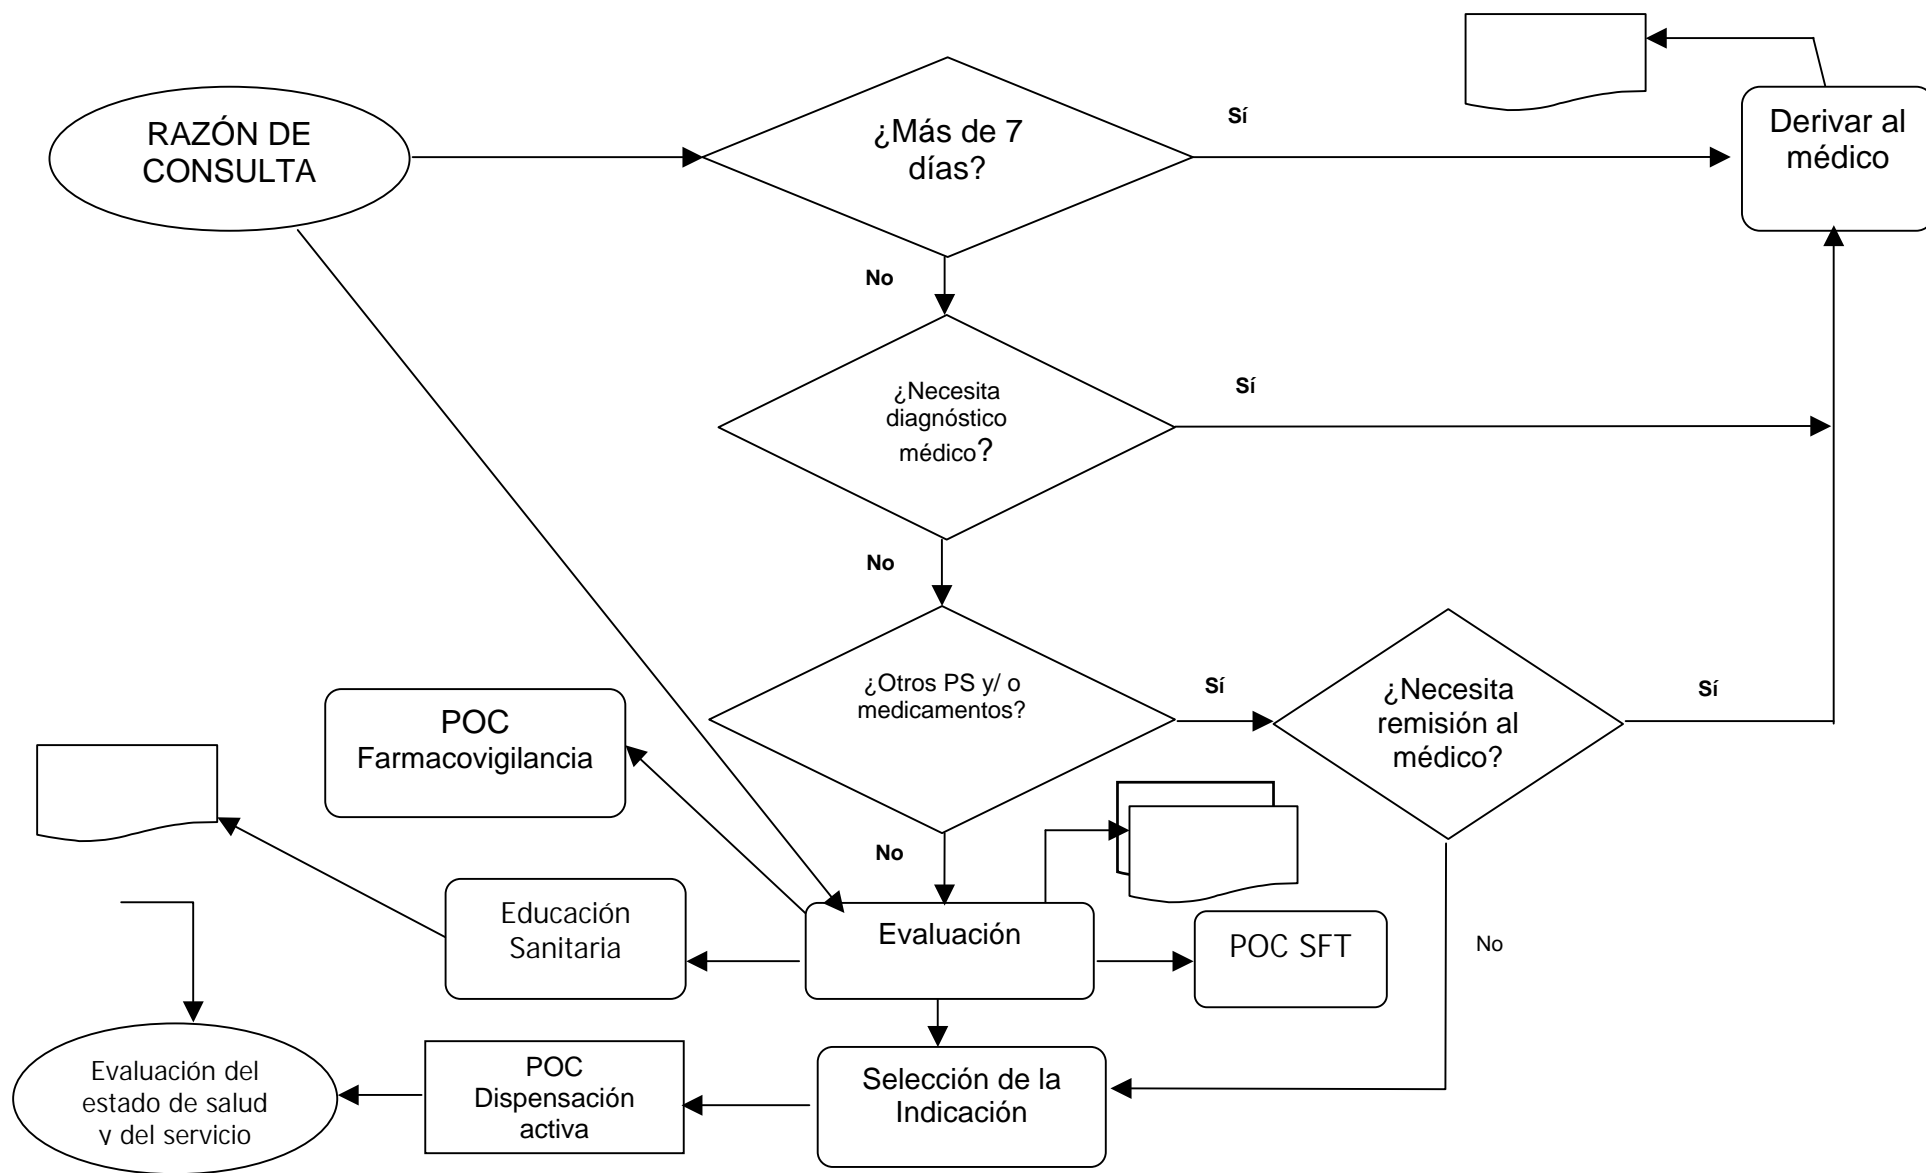 RAZÓN DE
CONSULTA
¿Más de 7
días?
Sí
Derivar al
médico
No
¿Necesita
diagnóstico
médico?
Sí
No
¿Otros PS y/ o
medicamentos?
Sí
¿Necesita
remisión al
médico?
Sí
POC
Farmacovigilancia
No
No
Educación
Sanitaria
Evaluación
POC SFT
Evaluación del
estado de salud
y del servicio
POC
Dispensación
activa
Selección de la
Indicación